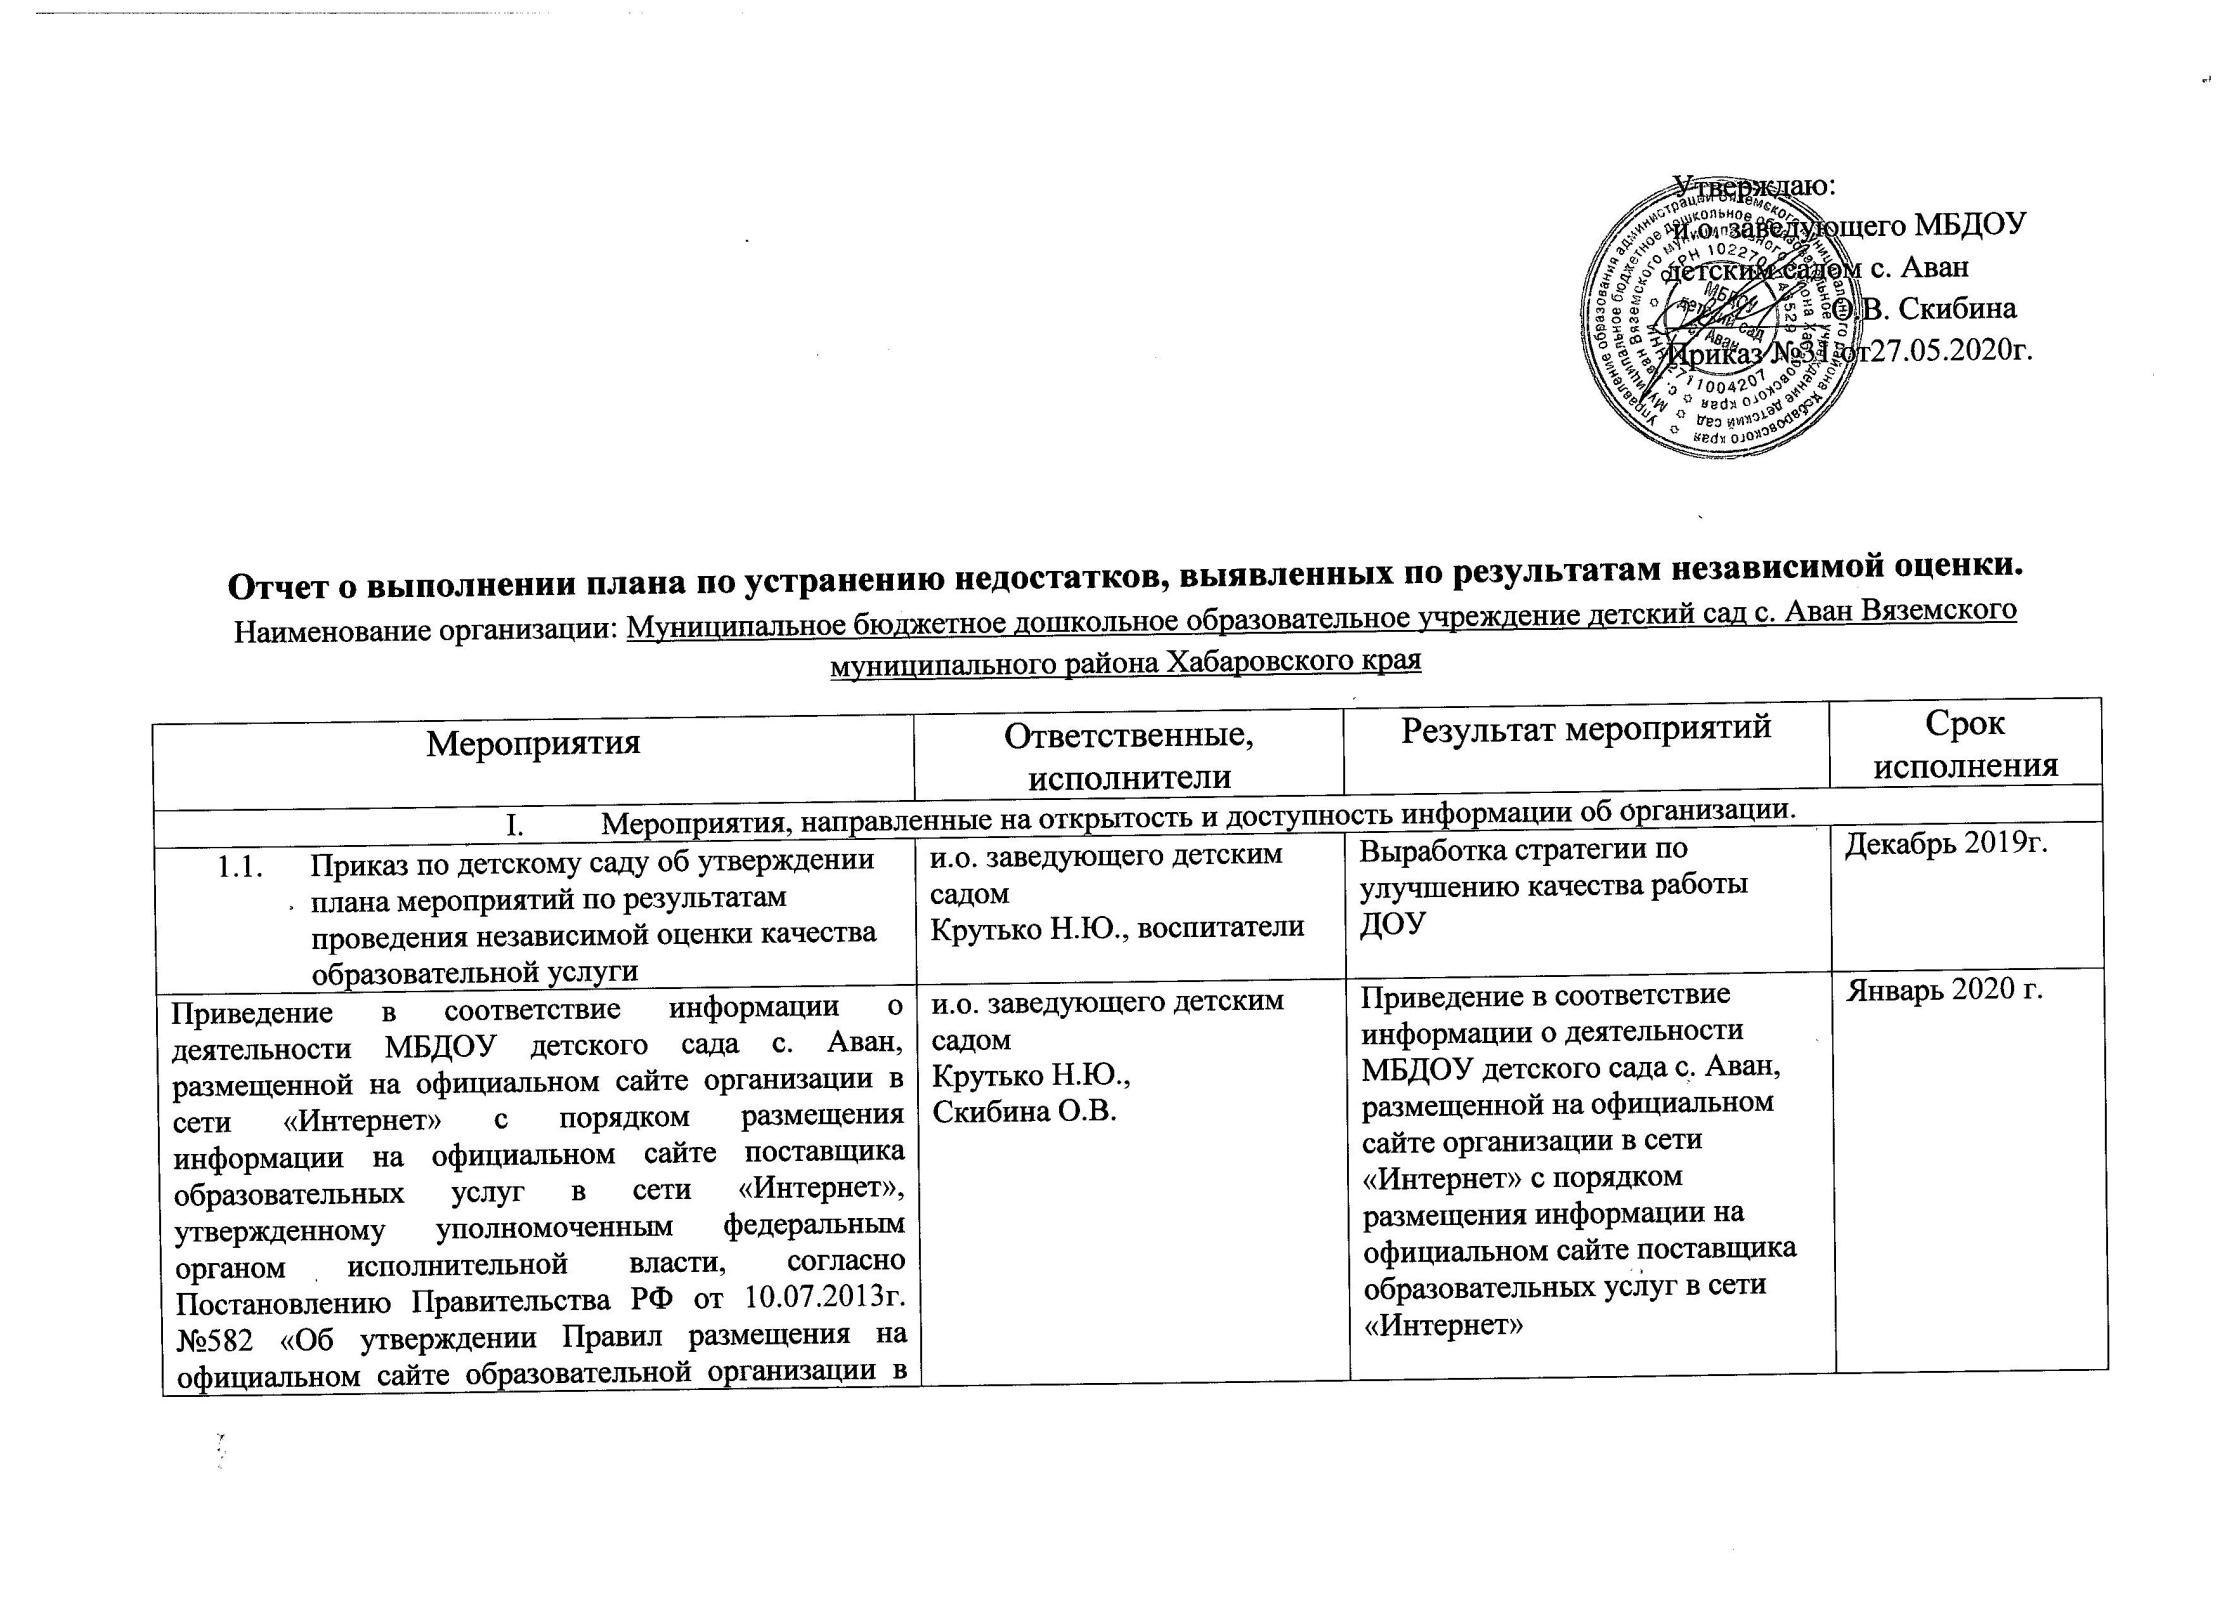 Утверждаю:
и.о. заведующего МБДОУ
детским садом с. Аван
О.В. Скибина
Приказ №31 от27.05.2020г.
МБДОУ
детский сад
с. Аван
Отчет о выполнении плана по устранению недостатков, выявленных по результатам независимой оценки.
Наименование организации: Муниципальное бюджетное дошкольное образовательное учреждение детский сад с. Аван Вяземского
муниципального района Хабаровского края
Мероприятия
Ответственные,
исполнители
Результат мероприятий
Срок
исполнения
I. Мероприятия, направленные на открытость и доступность информации об организации.
1.1. Приказ по детскому саду об утверждении
плана мероприятий по результатам
проведения независимой оценки качества
образовательной услуги
и.о. заведующего детским
садом
Крутько Н.Ю., воспитатели
Выработка стратегии по
улучшению качества работы
ДОУ
Декабрь 2019г.
Приведение в соответствие информации о
деятельности МБДОУ детского сада с. Аван,
размещенной на официальном сайте организации в
сети «Интернет» с порядком размещения
информации на официальном сайте поставщика
образовательных услуг в сети «Интернет»,
утвержденному уполномоченным федеральным
органом исполнительной власти, согласно
Постановлению Правительства РФ от 10.07.2013г.
№582 «Об утверждении Правил размещения на
официальном сайте образовательной организации в
и.о. заведующего детским
садом
Крутько Н.Ю.,
Скибина О.В.
Приведение в соответствие
информации о деятельности
МБДОУ детского сада с. Аван,
размещенной на официальном
сайте организации в сети
«Интернет» с порядком
размещения информации на
официальном сайте поставщика
образовательных услуг в сети
«Интернет»
Январь 2020 г.